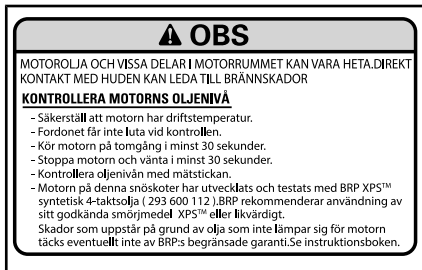 ⚠ OBS
MOTOROLJA OCH VISSA DELAR I MOTORRUMMET KAN VARA HETA.DIREKT
KONTAKT MED HUDEN KAN LEDA TILL BRÄNNSKADOR
KONTROLLERA MOTORNS OLJENIVÅ
- Säkerställ att motorn har driftstemperatur.
- Fordonet får inte luta vid kontrollen.
- Kör motorn på tomgång i minst 30 sekunder.
- Stoppa motorn och vänta i minst 30 sekunder.
- Kontrollera oljenivån med mätstickan.
- Motorn på denna snöskoter har utvecklats och testats med BRP XPS™
syntetisk 4-taktsolja ( 293 600 112 ).BRP rekommenderar användning av
sitt godkända smörjmedel XPS™ eller likvärdigt.
Skador som uppstår på grund av olja som inte lämpar sig för motorn
täcks eventuellt inte av BRP:s begränsade garanti.Se instruktionsboken.